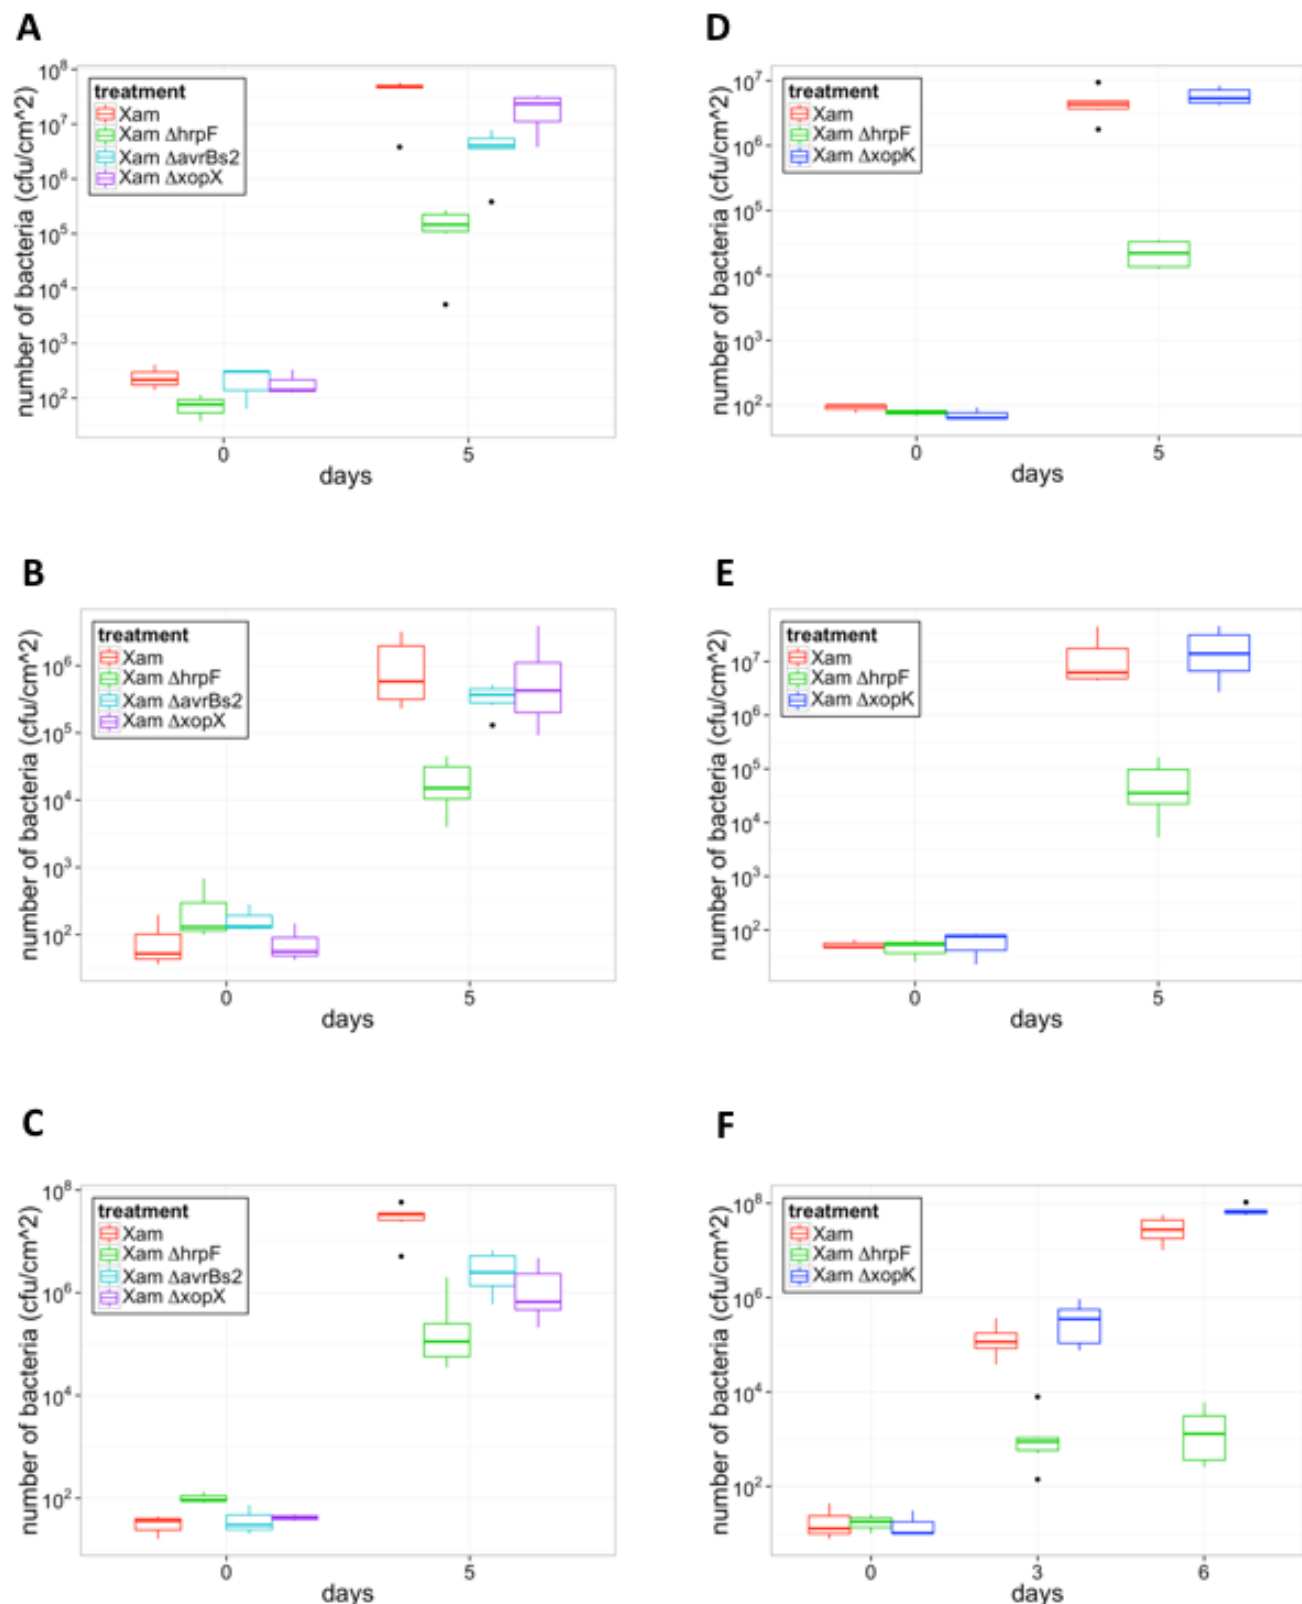 A
number of bacteria (cfu/cm^2)
10^8
10^7
10^6
10^5
10^4
10^3
10^2
treatment
Xam
Xam ΔhrpF
Xam ΔavrBs2
Xam ΔxopX
0 5
days
D
number of bacteria (cfu/cm^2)
10^7
10^6
10^5
10^4
10^3
10^2
treatment
Xam
Xam ΔhrpF
Xam ΔxopK
0 5
days
B
number of bacteria (cfu/cm^2)
10^6
10^5
10^4
10^3
10^2
treatment
Xam
Xam ΔhrpF
Xam ΔavrBs2
Xam ΔxopX
0 5
days
E
number of bacteria (cfu/cm^2)
10^7
10^6
10^5
10^4
10^3
10^2
treatment
Xam
Xam ΔhrpF
Xam ΔxopK
0 5
days
C
number of bacteria (cfu/cm^2)
10^8
10^6
10^4
10^2
treatment
Xam
Xam ΔhrpF
Xam ΔavrBs2
Xam ΔxopX
0 5
days
F
number of bacteria (cfu/cm^2)
10^8
10^6
10^4
10^2
treatment
Xam
Xam ΔhrpF
Xam ΔxopK
0 3 6
days